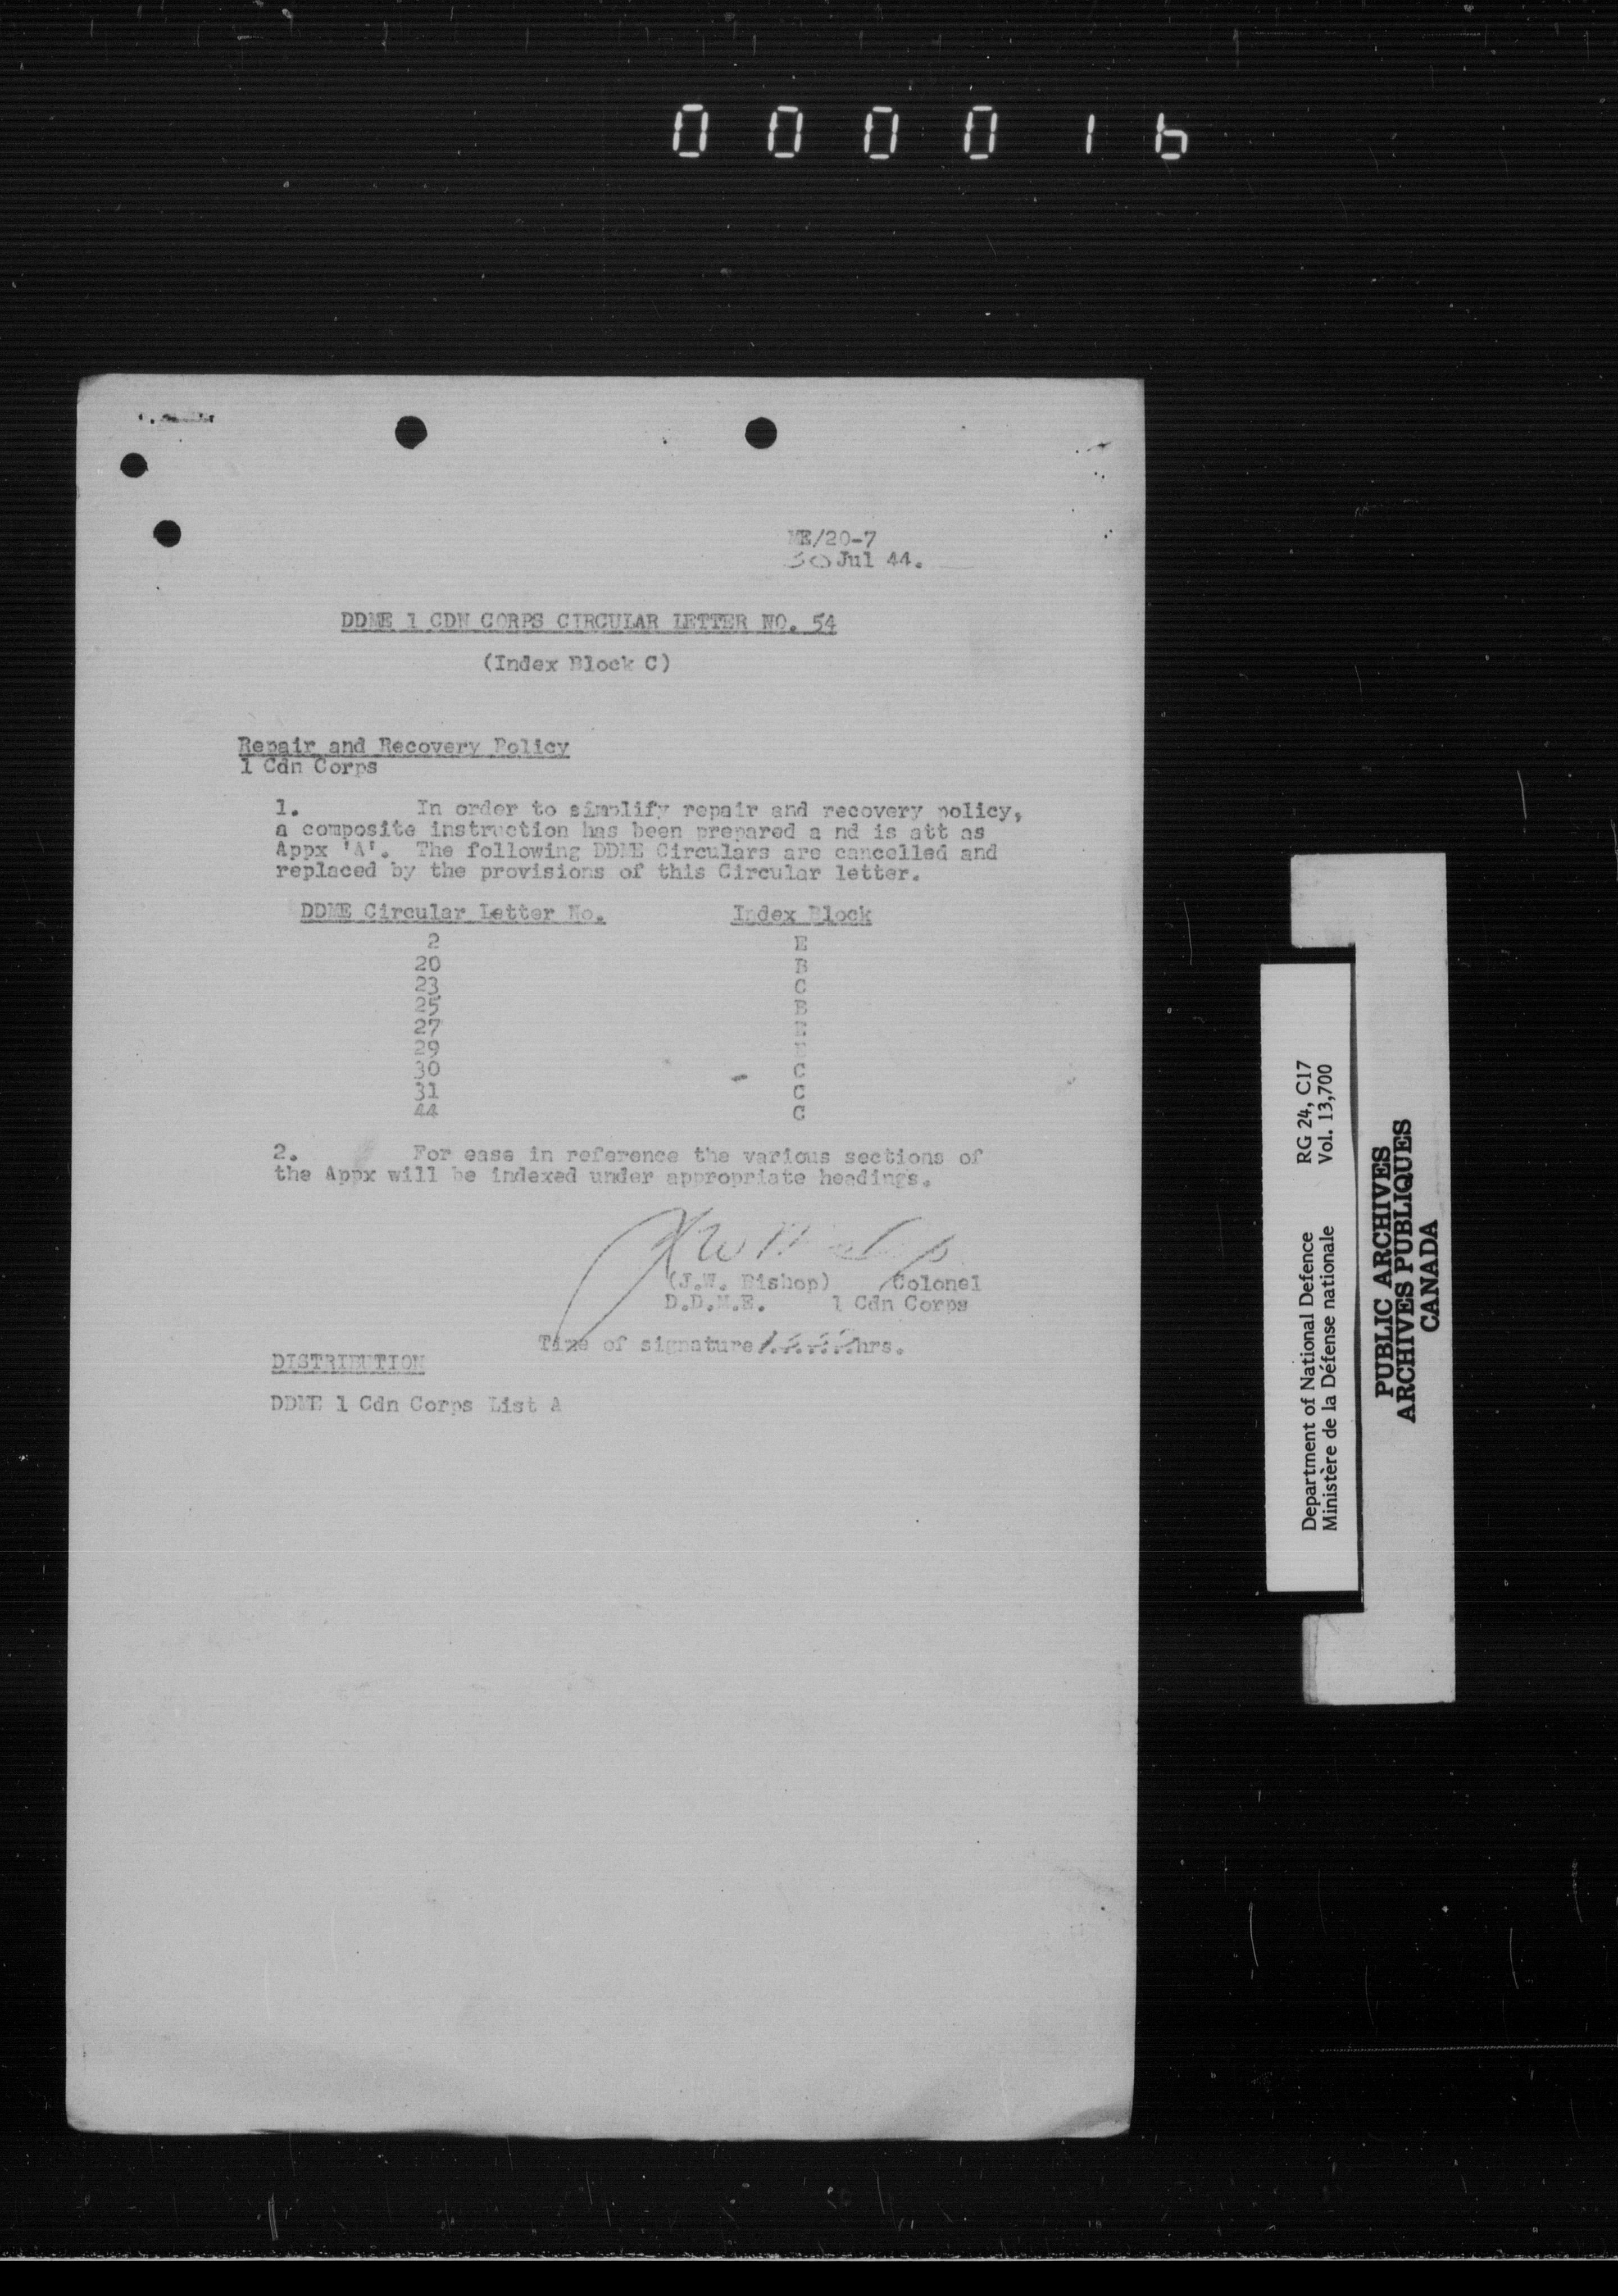 000016
ME/20-7
30 Jul 44.
DDME 1 CDN CORPS CIRCULAR LETTER NO. 54
(Index Block C)
Repair and Recovery Policy
1 Cdn Corps
1. In order to simplify repair and recovery policy,
a composite instruction has been prepared a nd is att as
Appx 'A'. The following DDME Circulars are cancelled and
replaced by the provisions of this Circular letter.
DDME Circular Letter No. Index Block
2 E
20 B
23 C
25 B
27
29
30 C
31 C
44 C
2. For ease in reference the various sections of
the Appx will be indexed under appropriate headings.
(J.W. Bishop) Colonel
D.D.M.E. 1 Cdn Corps
Time of signature hrs.
DISTRIBUTION
DDME 1 Cdn Corps List A
Department of National Defence RG 24, C17
Ministère de la Défense nationale Vol. 13,700
PUBLIC ARCHIVES
ARCHIVES PUBLIQUES
CANADA